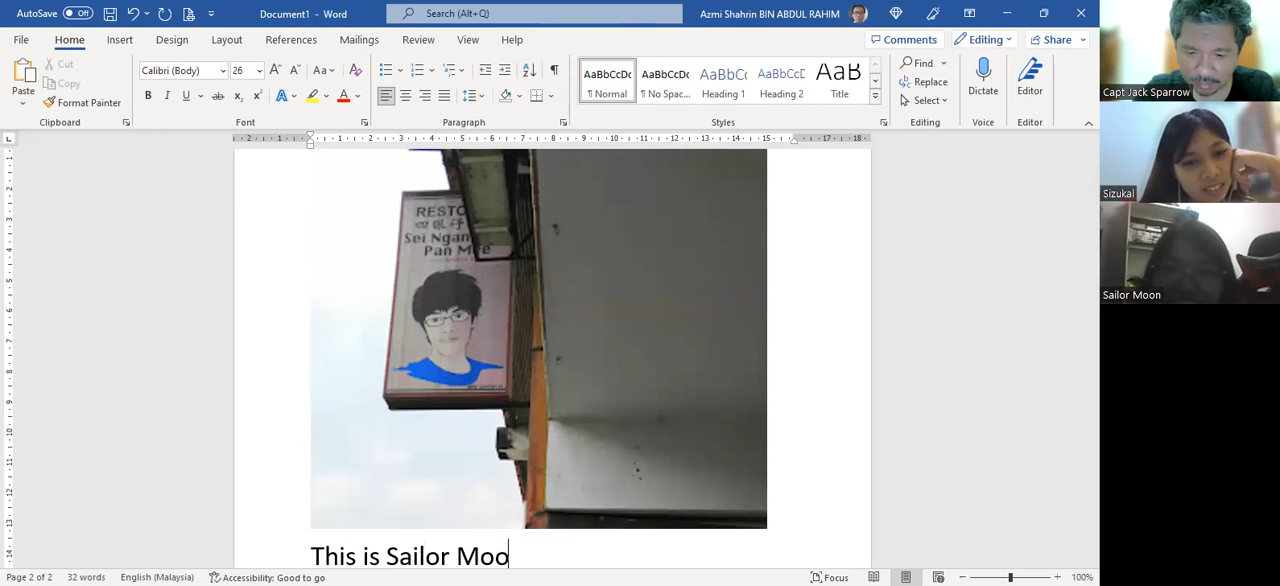 AutoSave Off
Document1 - Word
Search (Alt+Q)
Azmi Shahrin BIN ABDUL RAHIM
File Home Insert Design Layout References Mailings Review View Help
Comments Editing Share
Paste
Cut
Copy
Format Painter
Clipboard
Calibri (Body) 26
Font
Paragraph
AaBbCcDc AaBbCcDc AaBbCc AaBbCcD AaB
¶ Normal ¶ No Spac... Heading 1 Heading 2 Title
Styles
Find
Replace
Select
Editing
Dictate
Voice
Editor
Editor
RESTO
Sei Ngan
Pan Mee
This is Sailor Moo
Page 2 of 2 32 words English (Malaysia) Accessibility: Good to go
Focus 100%
Capt Jack Sparrow
Sizukal
Sailor Moon